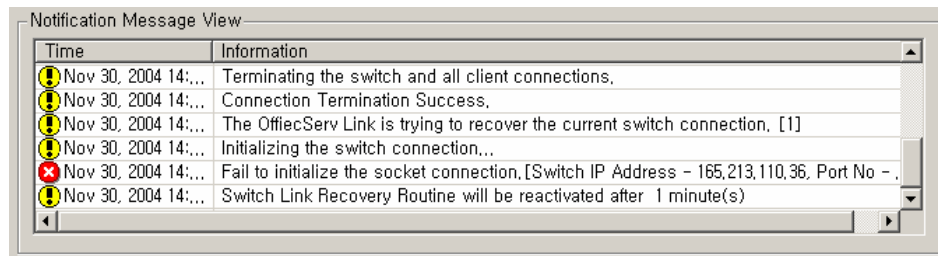 Notification Message View
Time Information
Nov 30, 2004 14:... Terminating the switch and all client connections.
Nov 30, 2004 14:... Connection Termination Success.
Nov 30, 2004 14:... The OffiecServ Link is trying to recover the current switch connection. [1]
Nov 30, 2004 14:... Initializing the switch connection...
Nov 30, 2004 14:... Fail to initialize the socket connection.[Switch IP Address - 165.213.110.36, Port No - .
Nov 30, 2004 14:... Switch Link Recovery Routine will be reactivated after 1 minute(s)